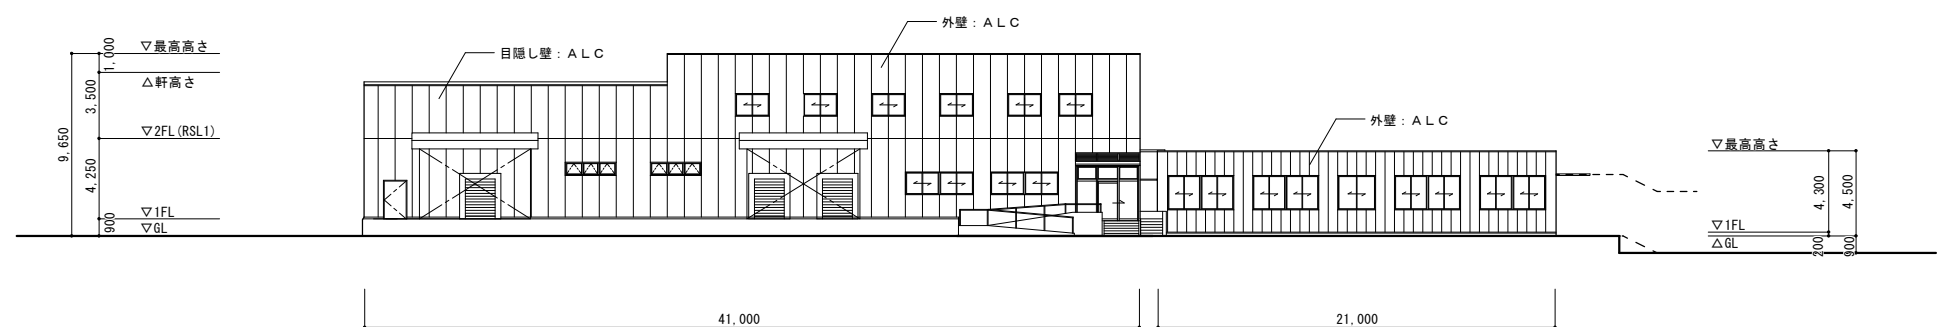 外壁：ＡＬＣ
▽最高高さ
1,000
目隠し壁：ＡＬＣ
△軒高さ
3,500
▽2FL(RSL1)
9,650
4,250
▽1FL
900
▽GL
外壁：ＡＬＣ
▽最高高さ
4,300
4,500
▽1FL
△GL
200
900
41,000
21,000